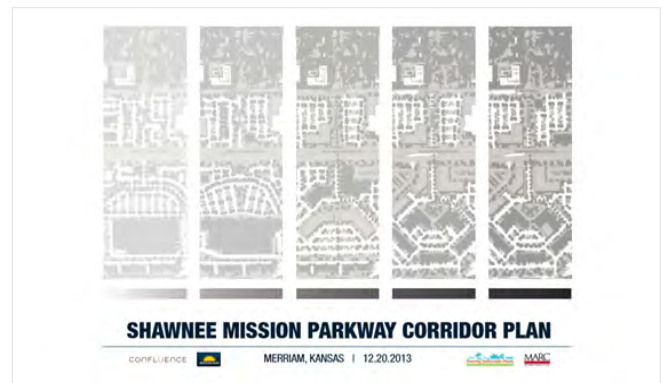 SHAWNEE MISSION PARKWAY CORRIDOR PLAN
CONFLUENCE
MERRIAM, KANSAS | 12.20.2013
MARC